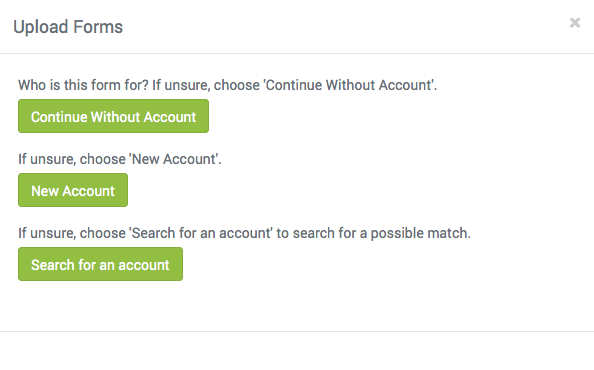 Upload Forms
Who is this form for? If unsure, choose 'Continue Without Account'.
Continue Without Account
If unsure, choose 'New Account'.
New Account
If unsure, choose 'Search for an account' to search for a possible match.
Search for an account